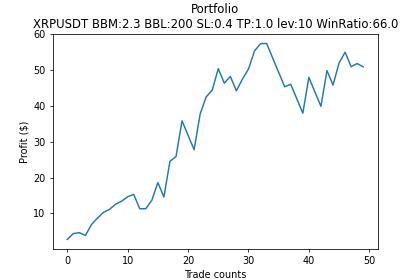 Portfolio
XRPUSDT BBM:2.3 BBL:200 SL:0.4 TP:1.0 lev:10 WinRatio:66.0
60
50
40
30
20
10
Profit ($)
0 10 20 30 40 50
Trade counts